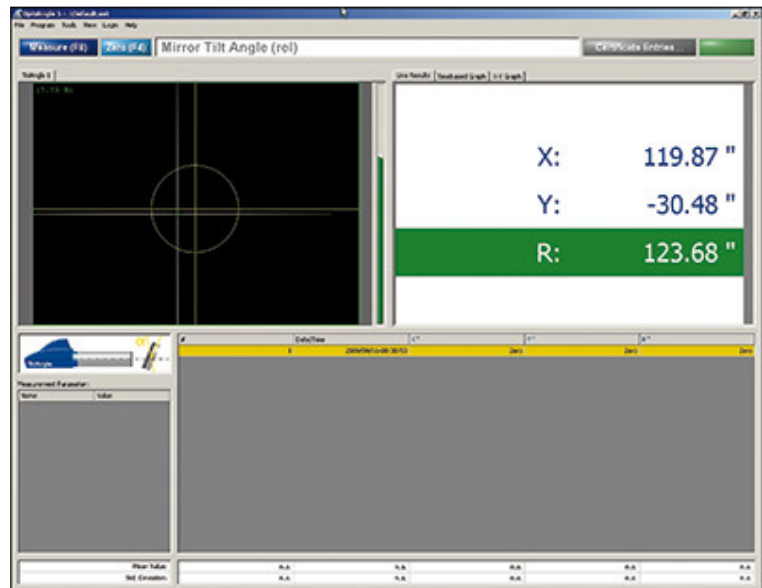 OptiAngle
File Program Tools View Login Help
Measure (F8) Zero (F4) Mirror Tilt Angle (rel) Certificate Entries ...
Live Results X-Y Graph
X: 119.87 "
Y: -30.48 "
R: 123.68 "
# Date/Time
Zero Zero Zero
Measurement Parameter:
Name Value
Mean Value n.a. n.a. n.a. n.a. n.a.
Std. Deviation n.a. n.a. n.a. n.a. n.a.